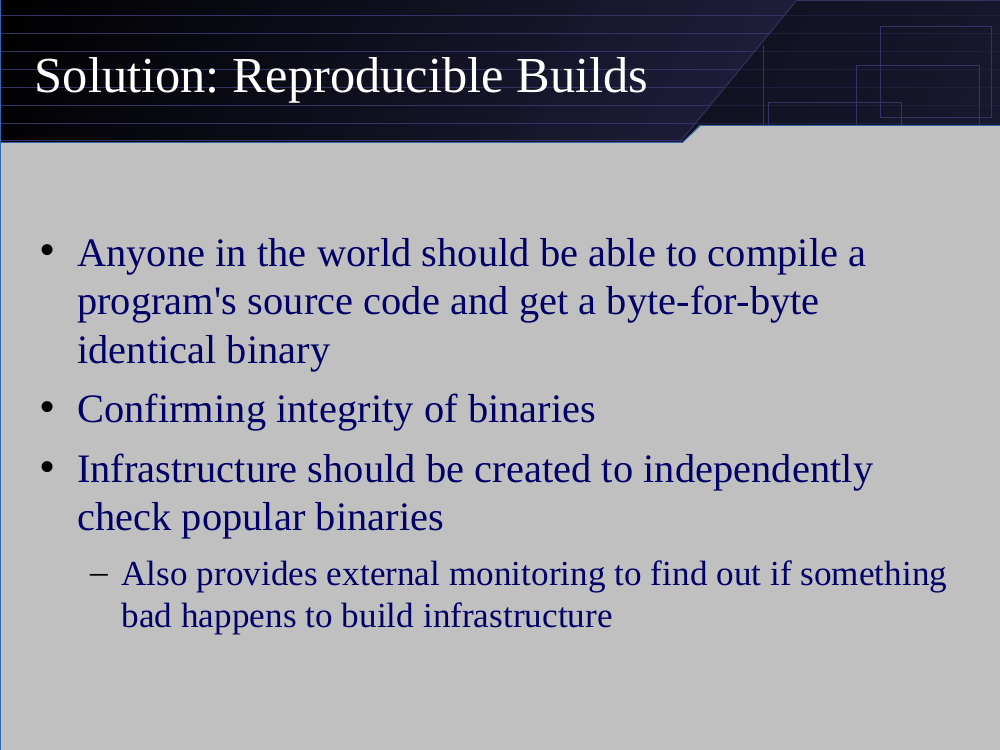 Solution: Reproducible Builds
• Anyone in the world should be able to compile a
program's source code and get a byte-for-byte
identical binary
• Confirming integrity of binaries
• Infrastructure should be created to independently
check popular binaries
– Also provides external monitoring to find out if something
bad happens to build infrastructure